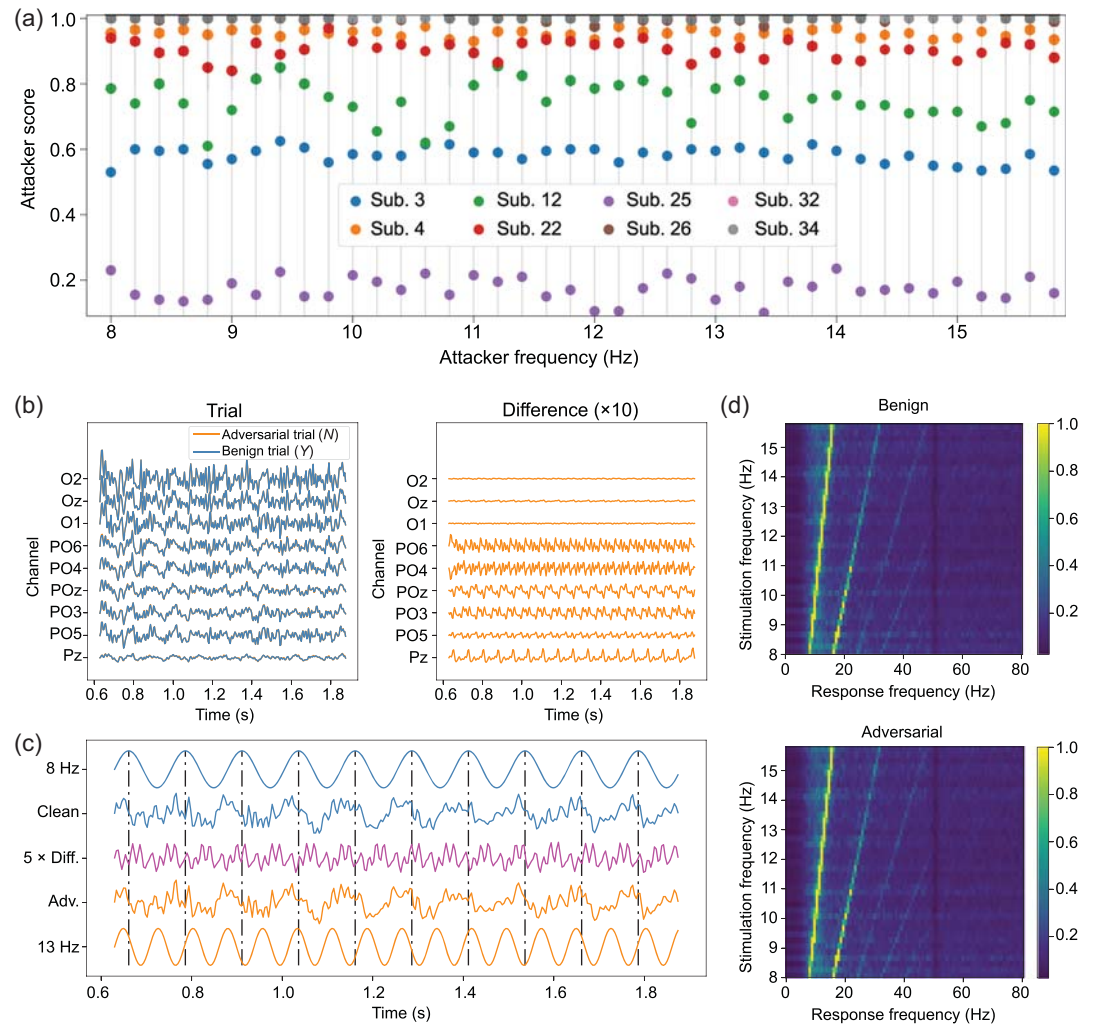 (a)
1.0
0.8
0.6
0.4
0.2
Attacker score
Sub. 3 Sub. 12 Sub. 25 Sub. 32
Sub. 4 Sub. 22 Sub. 26 Sub. 34
8 9 10 11 12 13 14 15
Attacker frequency (Hz)
(b)
Trial
Adversarial trial (N)
Benign trial (Y)
O2
Oz
O1
PO6
PO4
POz
PO3
PO5
Pz
Channel
0.6 0.8 1.0 1.2 1.4 1.6 1.8
Time (s)
Difference (×10)
O2
Oz
O1
PO6
PO4
POz
PO3
PO5
Pz
Channel
0.6 0.8 1.0 1.2 1.4 1.6 1.8
Time (s)
(c)
8 Hz
Clean
5 × Diff.
Adv.
13 Hz
0.6 0.8 1.0 1.2 1.4 1.6 1.8
Time (s)
(d)
Benign
15
14
13
12
11
10
9
8
Stimulation frequency (Hz)
0 20 40 60 80
Response frequency (Hz)
1.0
0.8
0.6
0.4
0.2
Adversarial
15
14
13
12
11
10
9
8
Stimulation frequency (Hz)
0 20 40 60 80
Response frequency (Hz)
1.0
0.8
0.6
0.4
0.2